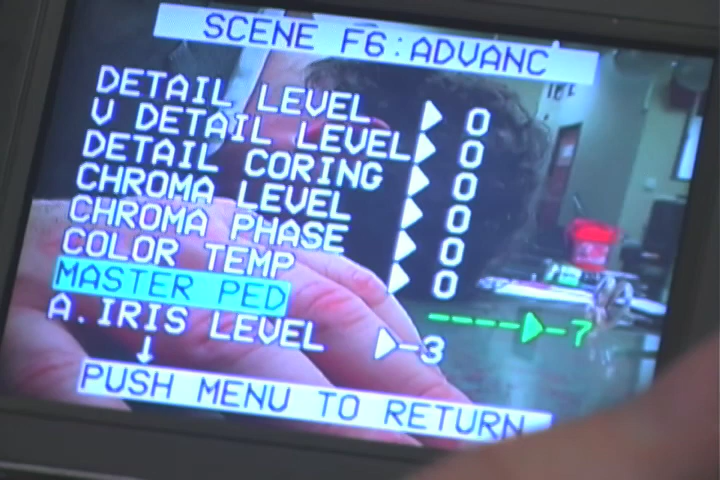 SCENE F6:ADVANC
DETAIL LEVEL ▶ 0
V DETAIL LEVEL ▶ 0
DETAIL CORING ▶ 0
CHROMA LEVEL ▶ 0
CHROMA PHASE ▶ 0
COLOR TEMP ▶ 0
MASTER PED ----▶-7
A.IRIS LEVEL ▶-3
↓
PUSH MENU TO RETURN